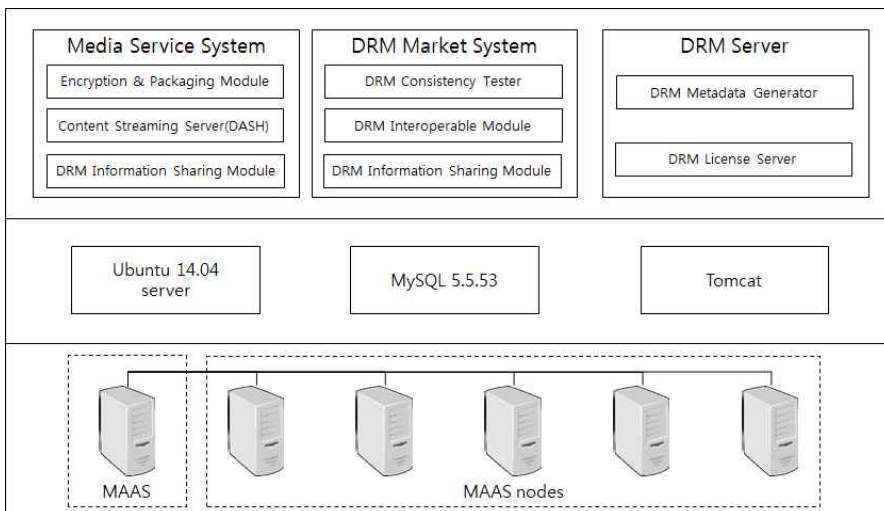 Media Service System
Encryption & Packaging Module
Content Streaming Server(DASH)
DRM Information Sharing Module
DRM Market System
DRM Consistency Tester
DRM Interoperable Module
DRM Information Sharing Module
DRM Server
DRM Metadata Generator
DRM License Server
Ubuntu 14.04
server
MySQL 5.5.53
Tomcat
MAAS
MAAS nodes